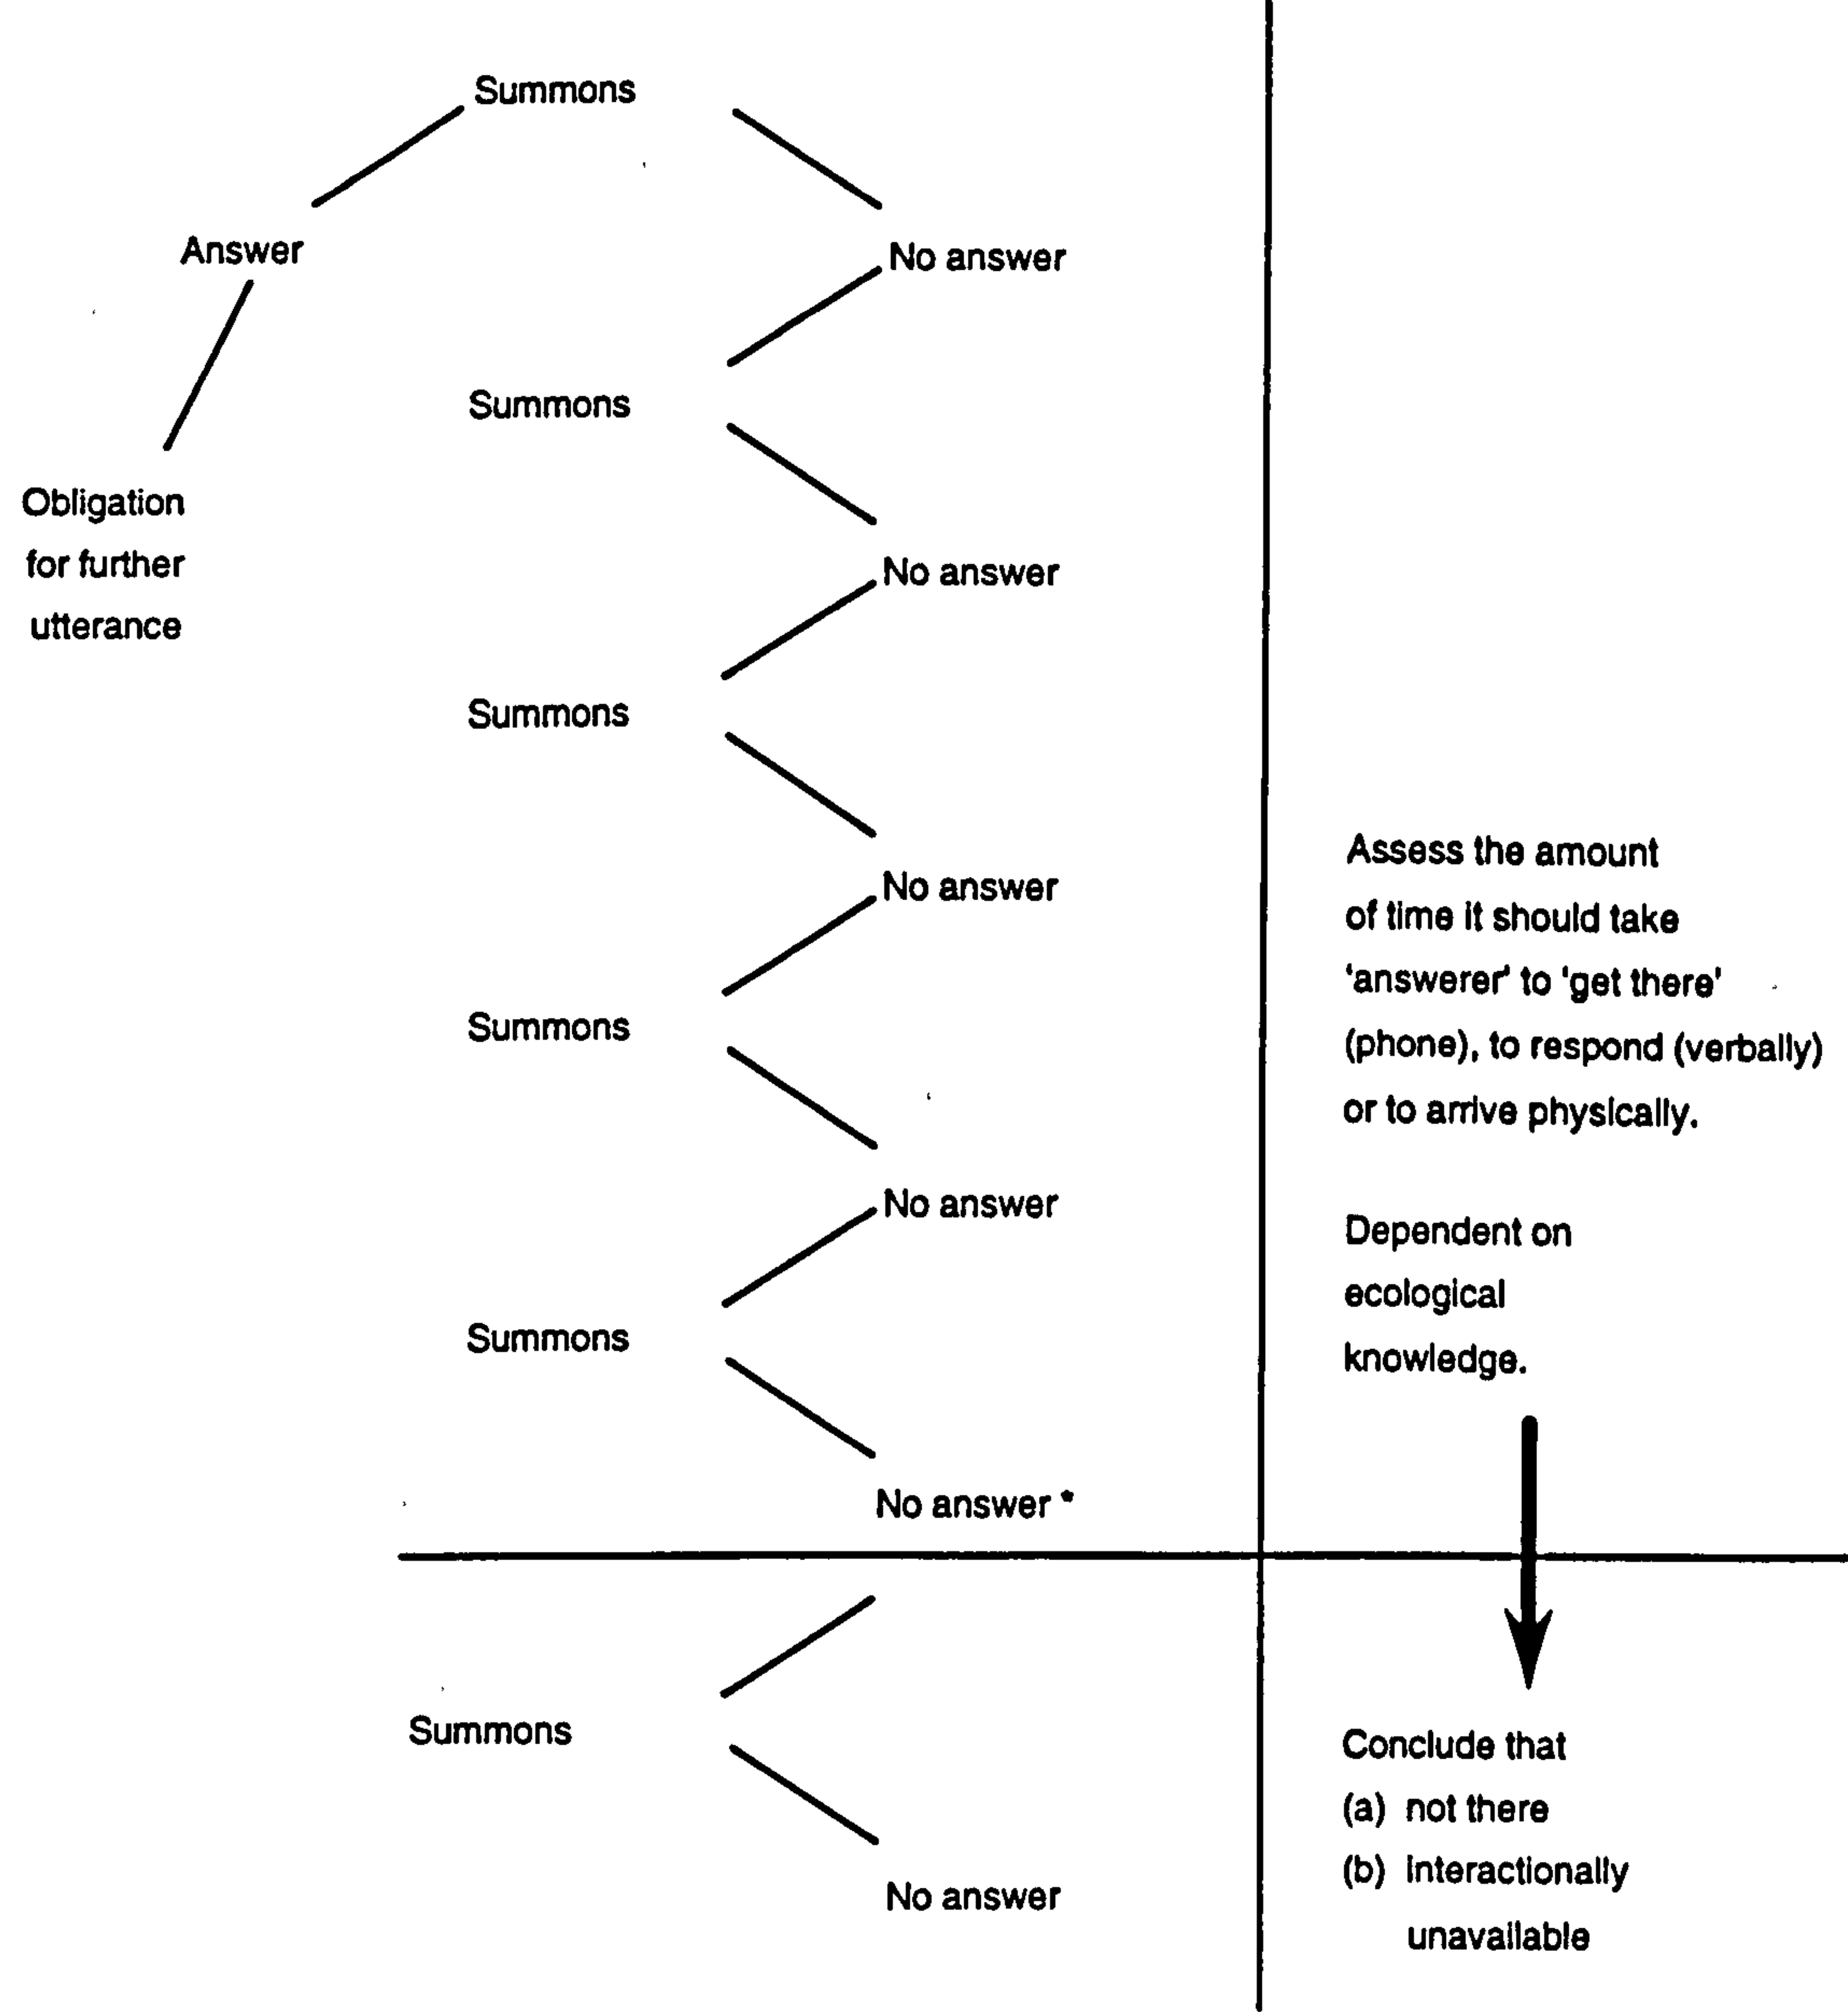 Summons
Answer
No answer
Summons
Obligation
for further
utterance
No answer
Summons
No answer
Summons
No answer
Summons
No answer *
Summons
No answer
Assess the amount
of time it should take
'answerer' to 'get there'
(phone), to respond (verbally)
or to arrive physically.
Dependent on
ecological
knowledge.
Conclude that
(a) not there
(b) interactionally
unavailable